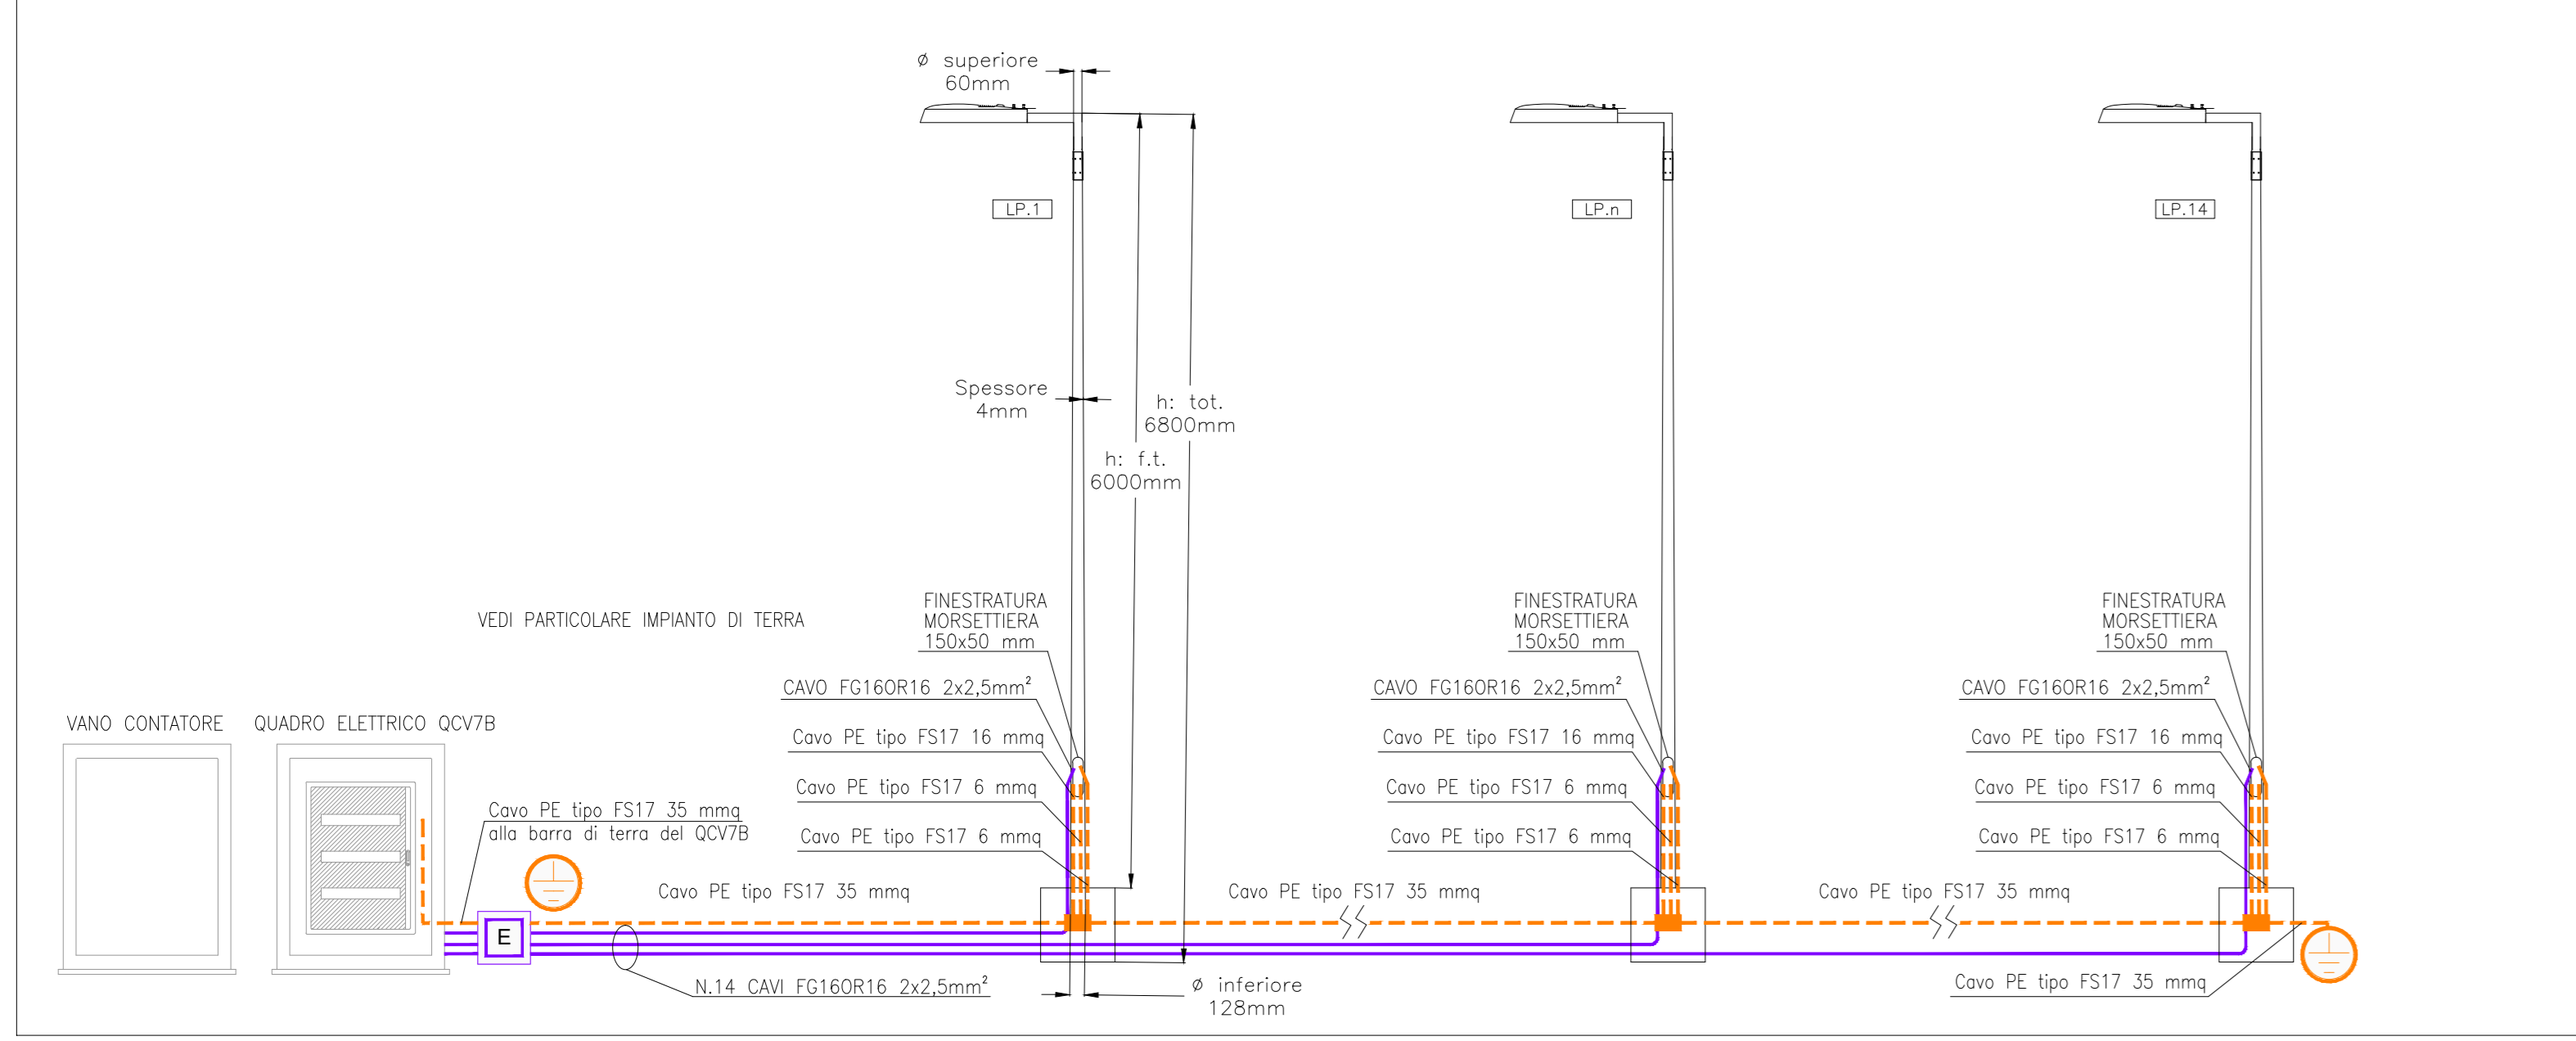 ø superiore
60mm
LP.1
LP.n
LP.14
Spessore
4mm
h: tot.
6800mm
h: f.t.
6000mm
VEDI PARTICOLARE IMPIANTO DI TERRA
FINESTRATURA
MORSETTIERA
150x50 mm
FINESTRATURA
MORSETTIERA
150x50 mm
FINESTRATURA
MORSETTIERA
150x50 mm
CAVO FG16OR16 2x2,5mm²
CAVO FG16OR16 2x2,5mm²
CAVO FG16OR16 2x2,5mm²
VANO CONTATORE
QUADRO ELETTRICO QCV7B
Cavo PE tipo FS17 16 mmq
Cavo PE tipo FS17 16 mmq
Cavo PE tipo FS17 16 mmq
Cavo PE tipo FS17 6 mmq
Cavo PE tipo FS17 6 mmq
Cavo PE tipo FS17 6 mmq
Cavo PE tipo FS17 35 mmq
alla barra di terra del QCV7B
Cavo PE tipo FS17 6 mmq
Cavo PE tipo FS17 6 mmq
Cavo PE tipo FS17 6 mmq
Cavo PE tipo FS17 35 mmq
Cavo PE tipo FS17 35 mmq
Cavo PE tipo FS17 35 mmq
E
N.14 CAVI FG16OR16 2x2,5mm²
ø inferiore
128mm
Cavo PE tipo FS17 35 mmq